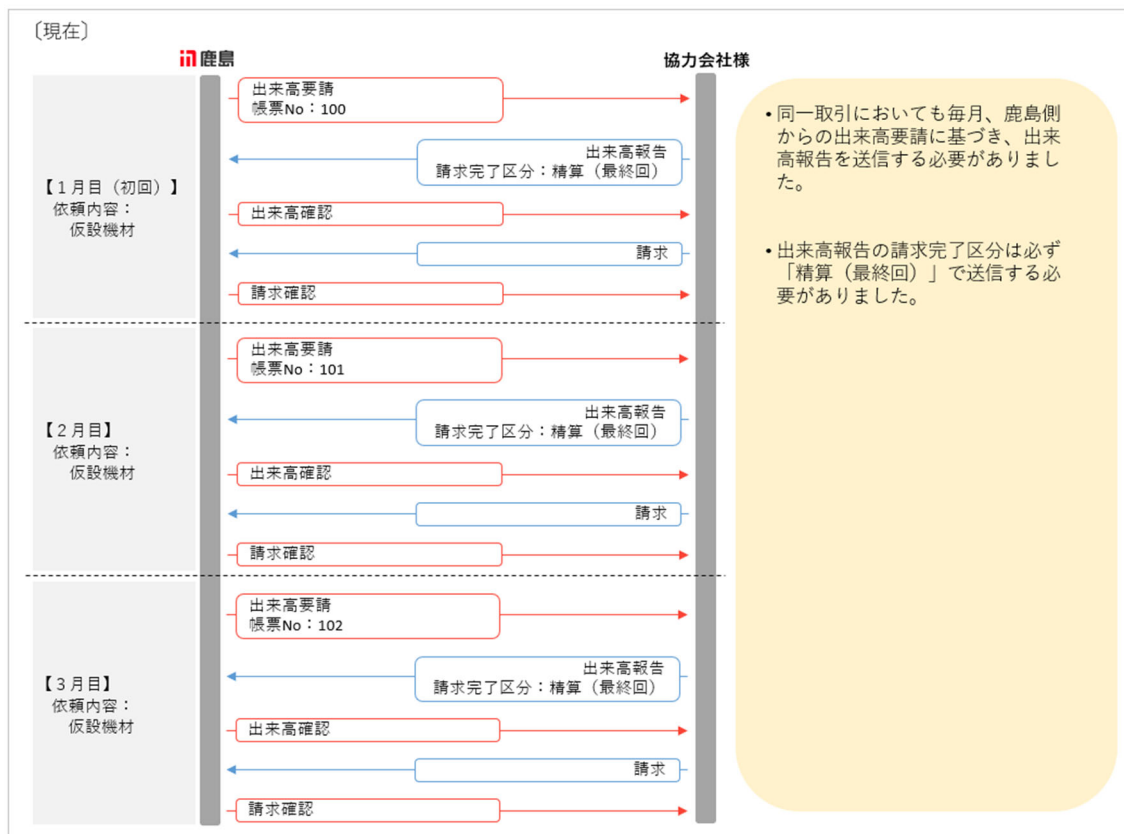 〔現在〕
鹿島
協力会社様
【1月目（初回）】
依頼内容：
仮設機材
出来高要請
帳票No：100
出来高報告
請求完了区分：精算（最終回）
出来高確認
請求
請求確認
【2月目】
依頼内容：
仮設機材
出来高要請
帳票No：101
出来高報告
請求完了区分：精算（最終回）
出来高確認
請求
請求確認
【3月目】
依頼内容：
仮設機材
出来高要請
帳票No：102
出来高報告
請求完了区分：精算（最終回）
出来高確認
請求
請求確認
• 同一取引においても毎月、鹿島側
からの出来高要請に基づき、出来
高報告を送信する必要がありまし
た。
• 出来高報告の請求完了区分は必ず
「精算（最終回）」で送信する必
要がありました。